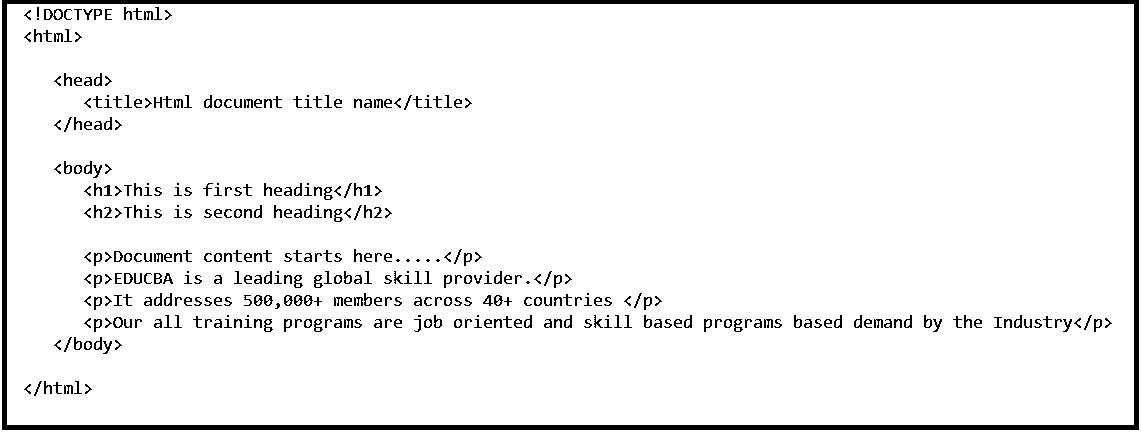 <!DOCTYPE html>
<html>
<head>
<title>Html document title name</title>
</head>
<body>
<h1>This is first heading</h1>
<h2>This is second heading</h2>
<p>Document content starts here.....</p>
<p>EDUCBA is a leading global skill provider.</p>
<p>It addresses 500,000+ members across 40+ countries </p>
<p>Our all training programs are job oriented and skill based programs based demand by the Industry</p>
</body>
</html>